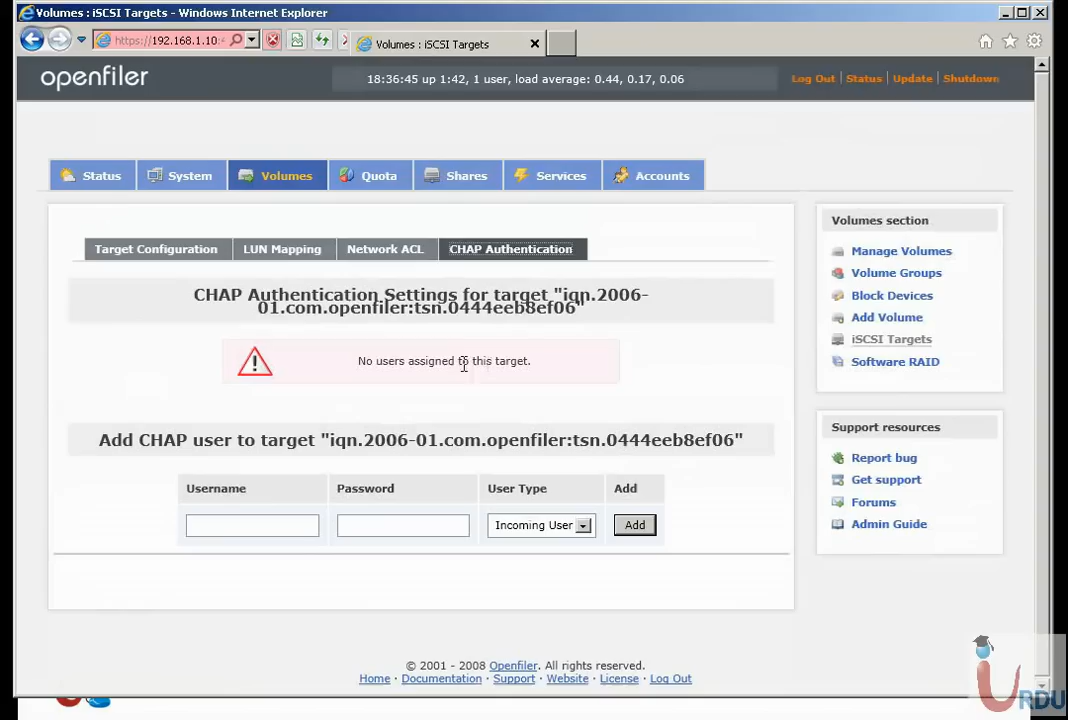 Volumes : iSCSI Targets - Windows Internet Explorer
https://192.168.1.10:
Volumes : iSCSI Targets
openfiler
18:36:45 up 1:42, 1 user, load average: 0.44, 0.17, 0.06
Log Out | Status | Update | Shutdown
Status System Volumes Quota Shares Services Accounts
Target Configuration LUN Mapping Network ACL CHAP Authentication
CHAP Authentication Settings for target "iqn.2006-
01.com.openfiler:tsn.0444eeb8ef06"
No users assigned to this target.
Add CHAP user to target "iqn.2006-01.com.openfiler:tsn.0444eeb8ef06"
Username Password User Type Add
Incoming User Add
Volumes section
Manage Volumes
Volume Groups
Block Devices
Add Volume
iSCSI Targets
Software RAID
Support resources
Report bug
Get support
Forums
Admin Guide
© 2001 - 2008 Openfiler. All rights reserved.
Home | Documentation | Support | Website | License | Log Out
iURDU